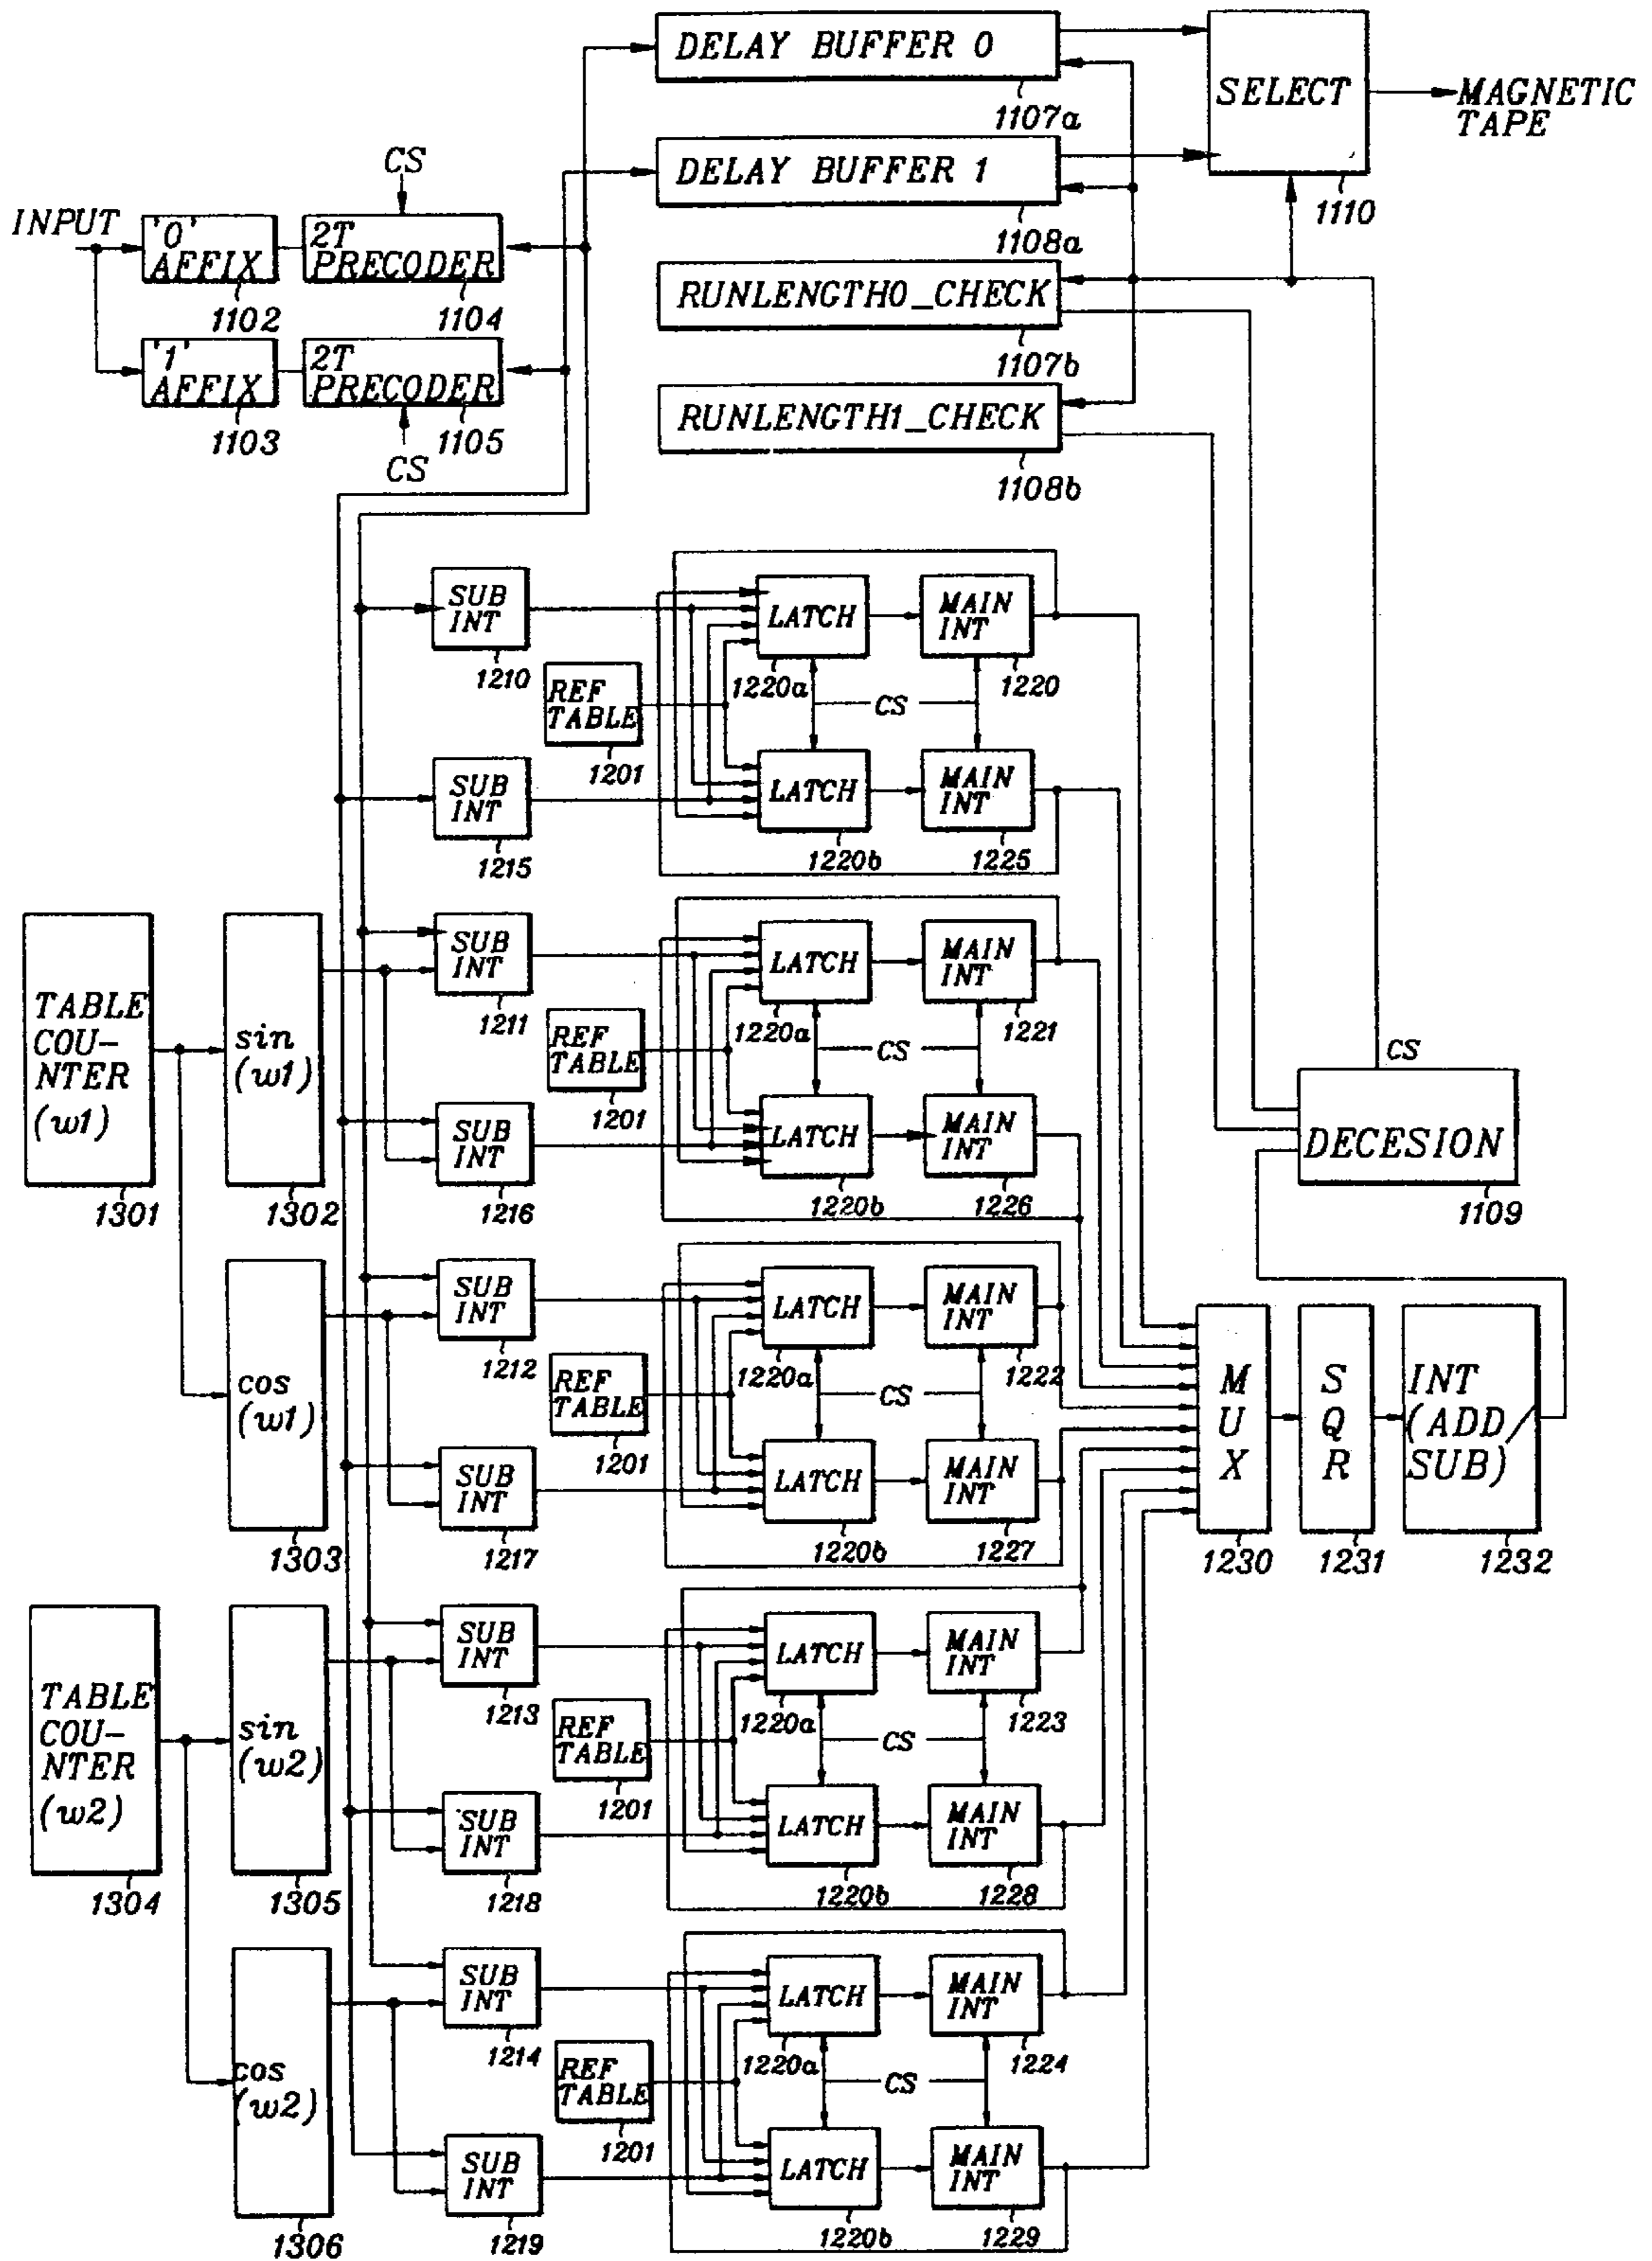 DELAY BUFFER 0
1107a
SELECT
1110
MAGNETIC
TAPE
DELAY BUFFER 1
1108a
CS
INPUT
'0'
AFFIX
1102
2T
PRECODER
1104
RUNLENGTH0_CHECK
1107b
'1'
AFFIX
1103
2T
PRECODER
1105
CS
RUNLENGTH1_CHECK
1108b
SUB
INT
1210
LATCH
1220a
MAIN
INT
1220
REF
TABLE
1201
CS
SUB
INT
1215
LATCH
1220b
MAIN
INT
1225
TABLE
COU-
NTER
(w1)
1301
sin
(w1)
1302
SUB
INT
1211
LATCH
1220a
MAIN
INT
1221
REF
TABLE
1201
CS
SUB
INT
1216
LATCH
1220b
MAIN
INT
1226
CS
DECESION
1109
cos
(w1)
1303
SUB
INT
1212
LATCH
1220a
MAIN
INT
1222
REF
TABLE
1201
CS
SUB
INT
1217
LATCH
1220b
MAIN
INT
1227
M
U
X
1230
S
Q
R
1231
INT
(ADD/
SUB)
1232
TABLE
COU-
NTER
(w2)
1304
sin
(w2)
1305
SUB
INT
1213
LATCH
1220a
MAIN
INT
1223
REF
TABLE
1201
CS
SUB
INT
1218
LATCH
1220b
MAIN
INT
1228
cos
(w2)
1306
SUB
INT
1214
LATCH
1220a
MAIN
INT
1224
REF
TABLE
1201
CS
SUB
INT
1219
LATCH
1220b
MAIN
INT
1229